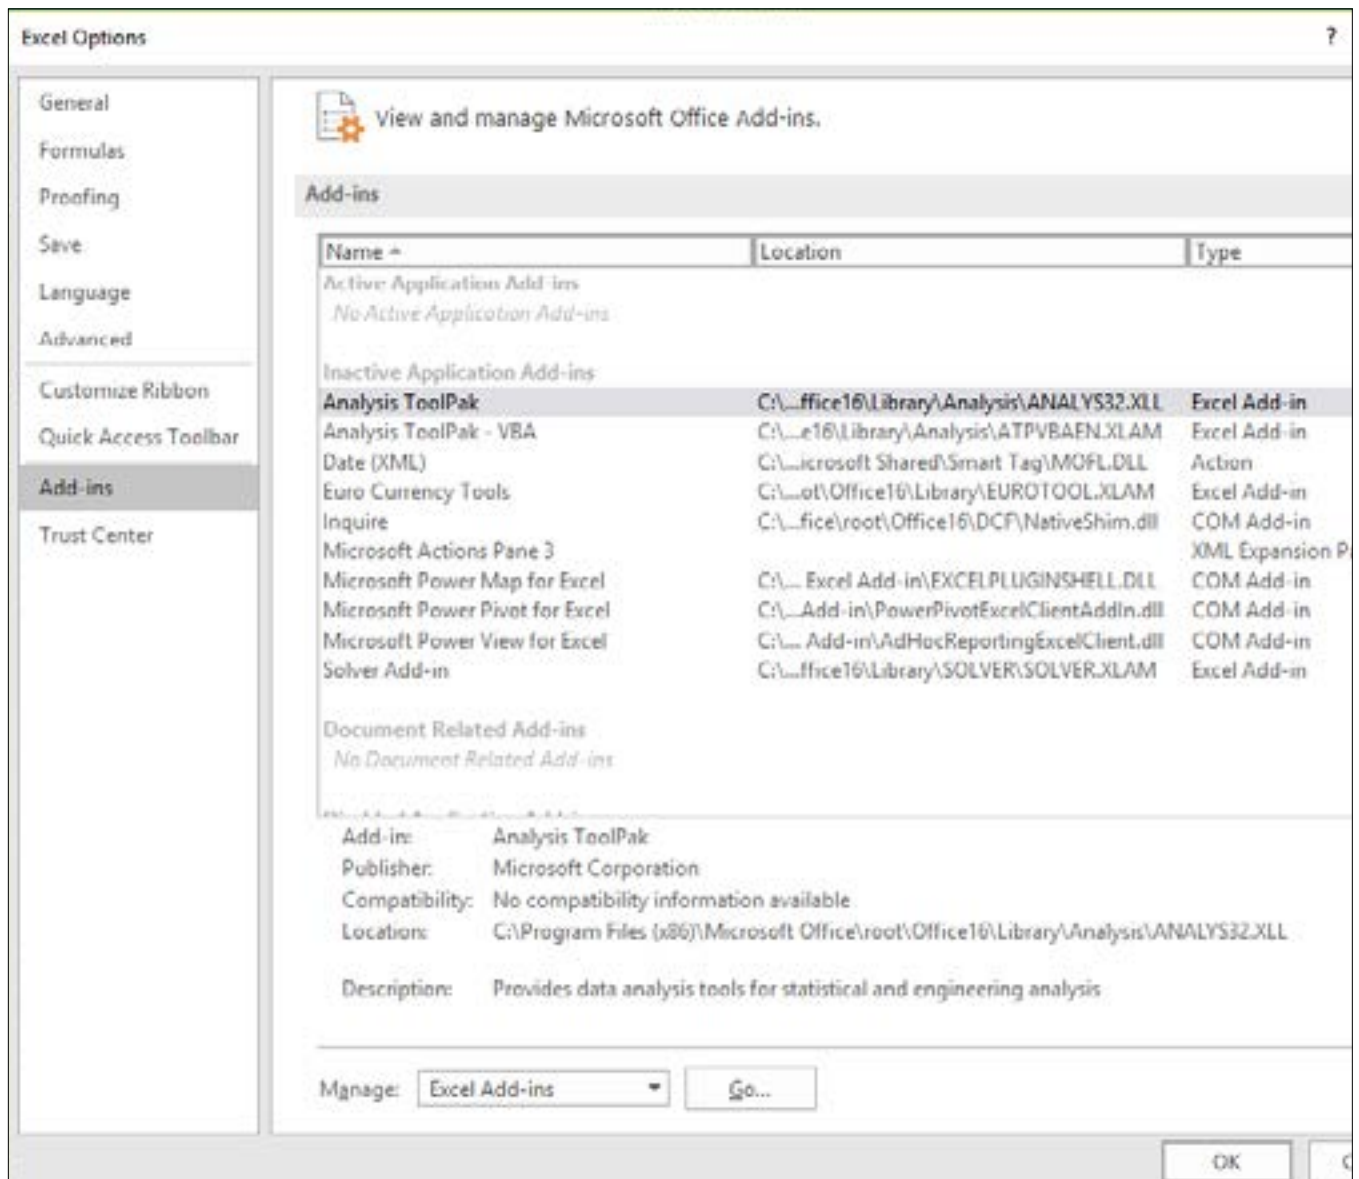 Excel Options ?
General
Formulas
Proofing
Save
Language
Advanced
Customize Ribbon
Quick Access Toolbar
Add-ins
Trust Center
View and manage Microsoft Office Add-ins.
Add-ins
Name Location Type
Active Application Add-ins
No Active Application Add-ins
Inactive Application Add-ins
Analysis ToolPak C:\...ffice16\Library\Analysis\ANALYS32.XLL Excel Add-in
Analysis ToolPak - VBA C:\...e16\Library\Analysis\ATPVBAEN.XLAM Excel Add-in
Date (XML) C:\...icrosoft Shared\Smart Tag\MOFL.DLL Action
Euro Currency Tools C:\...ot\Office16\Library\EUROTOOL.XLAM Excel Add-in
Inquire C:\...fice\root\Office16\DCF\NativeShim.dll COM Add-in
Microsoft Actions Pane 3 XML Expansion P
Microsoft Power Map for Excel C:\... Excel Add-in\EXCELPLUGINSHELL.DLL COM Add-in
Microsoft Power Pivot for Excel C:\...Add-in\PowerPivotExcelClientAddIn.dll COM Add-in
Microsoft Power View for Excel C:\... Add-in\AdHocReportingExcelClient.dll COM Add-in
Solver Add-in C:\...ffice16\Library\SOLVER\SOLVER.XLAM Excel Add-in
Document Related Add-ins
No Document Related Add-ins
Add-in: Analysis ToolPak
Publisher: Microsoft Corporation
Compatibility: No compatibility information available
Location: C:\Program Files (x86)\Microsoft Office\root\Office16\Library\Analysis\ANALYS32.XLL
Description: Provides data analysis tools for statistical and engineering analysis
Manage: Excel Add-ins Go...
OK